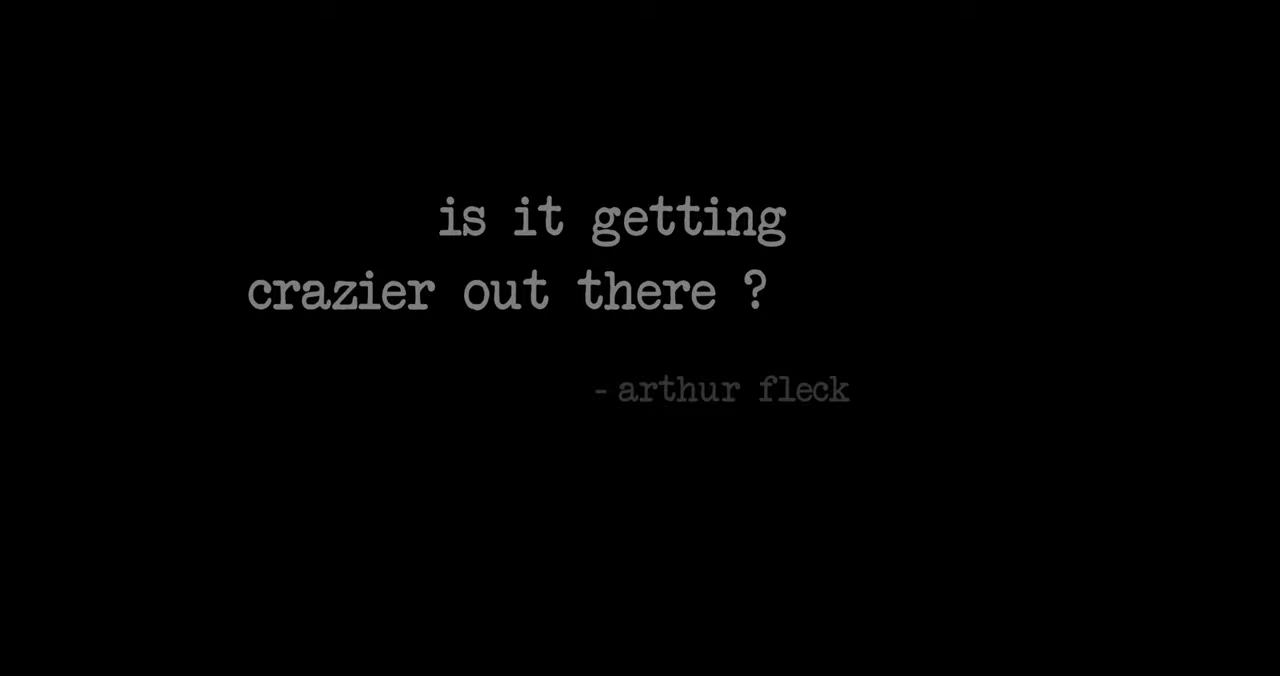 is it getting
crazier out there ?
- arthur fleck